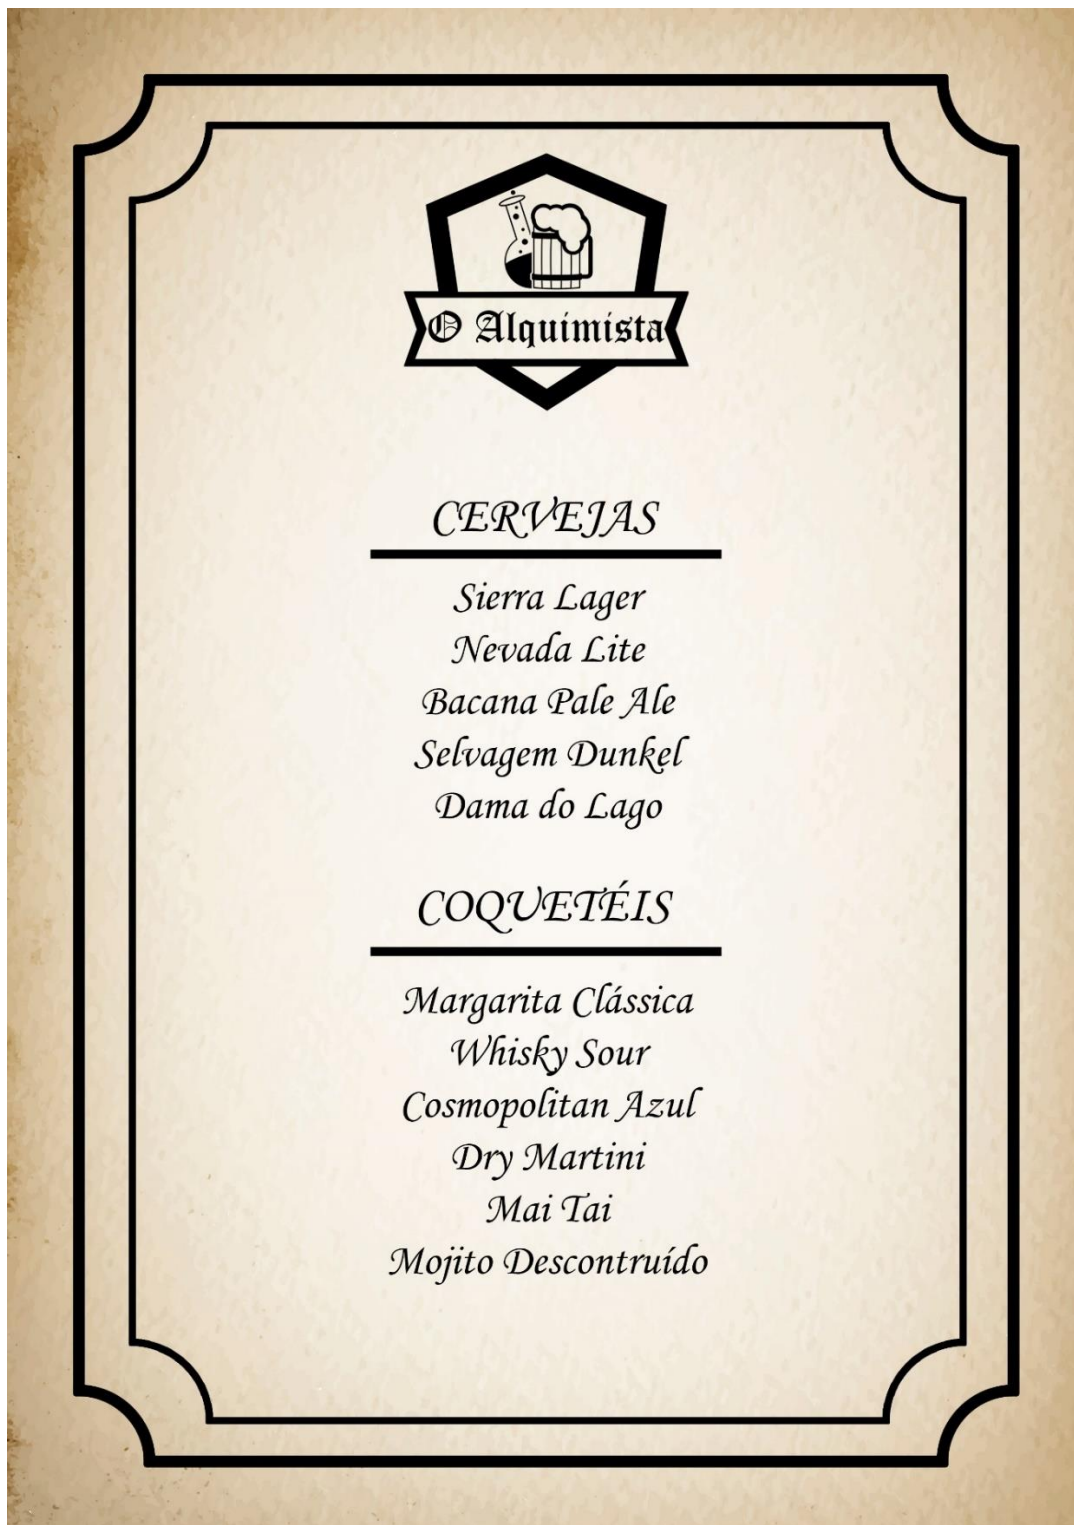 O Alquimista
CERVEJAS
Sierra Lager
Nevada Lite
Bacana Pale Ale
Selvagem Dunkel
Dama do Lago
COQUETÉIS
Margarita Clássica
Whisky Sour
Cosmopolitan Azul
Dry Martini
Mai Tai
Mojito Descontruído